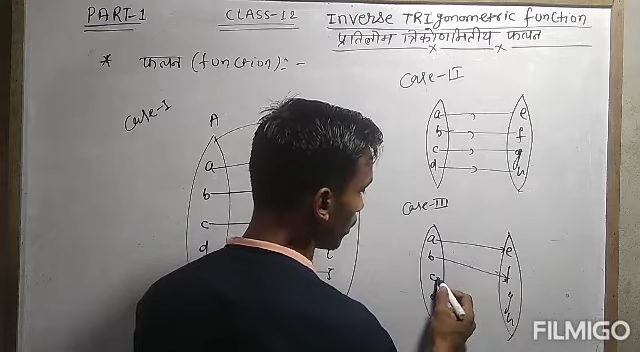 PART-1 CLASS-12 Inverse TRIgonometric function
प्रतिलोम त्रिकोणमितीय फलन
* फलन (function):-
Case-I
A
a
b
c
d
Case-II
a e
b f
c g
d h
Case-III
a e
b f
c g
h
FILMIGO